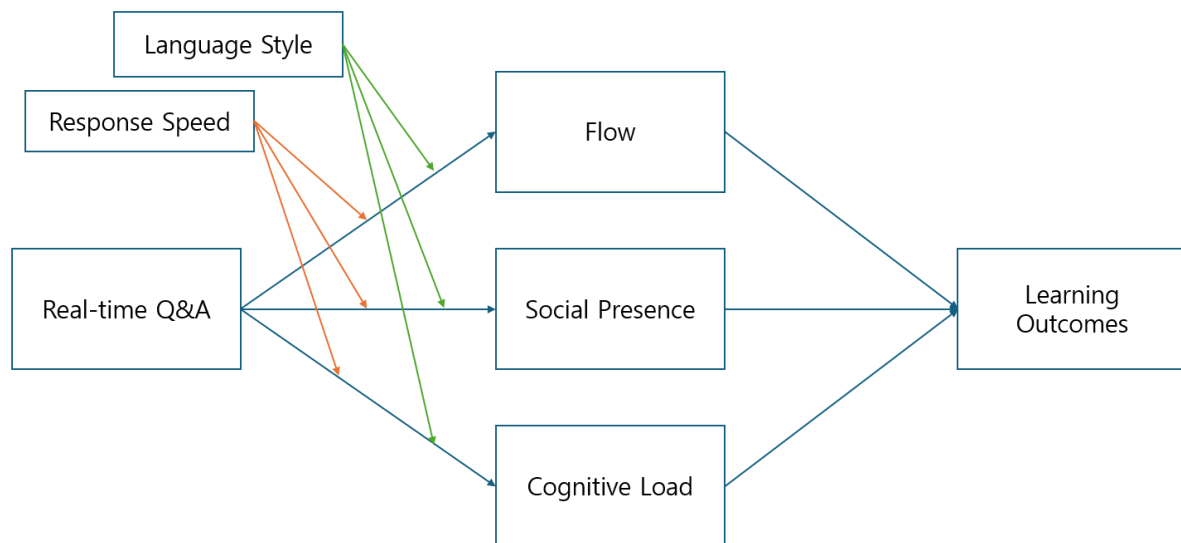 Language Style
Response Speed
Flow
Real-time Q&A
Social Presence
Learning
Outcomes
Cognitive Load